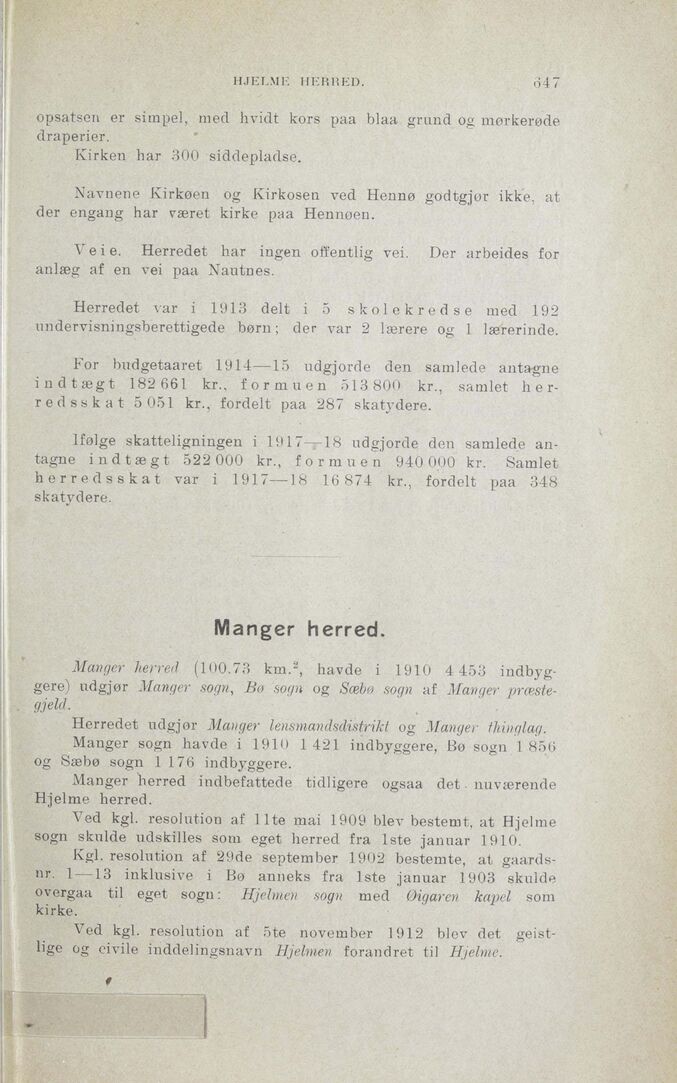 HJELME HERRED. 647
opsatsen er simpel, med hvidt kors paa blaa grund og mørkerøde
draperier.
Kirken har 300 siddepladse.
Navnene Kirkøen og Kirkosen ved Hennø godtgjør ikke, at
der engang har været kirke paa Hennøen.
Veie. Herredet har ingen offentlig vei. Der arbeides for
anlæg af en vei paa Nautnes.
Herredet var i 1913 delt i 5 skolekredse med 192
undervisningsberettigede børn; der var 2 lærere og 1 lærerinde.
For budgetaaret 1914—15 udgjorde den samlede antagne
indtægt 182 661 kr., formuen 513 800 kr., samlet her-
redsskat 5 051 kr., fordelt paa 287 skatydere.
Ifølge skatteligningen i 1917—18 udgjorde den samlede an-
tagne indtægt 522 000 kr., formuen 940 000 kr. Samlet
herredsskat var i 1917—18 16 874 kr., fordelt paa 348
skatydere.
Manger herred.
Manger herred (100.73 km.², havde i 1910 4 453 indbyg-
gere) udgjør Manger sogn, Bø sogn og Sæbø sogn af Manger præste-
gjeld.
Herredet udgjør Manger lensmandsdistrikt og Manger thinglag.
Manger sogn havde i 1910 1 421 indbyggere, Bø sogn 1 856
og Sæbø sogn 1 176 indbyggere.
Manger herred indbefattede tidligere ogsaa det nuværende
Hjelme herred.
Ved kgl. resolution af 11te mai 1909 blev bestemt, at Hjelme
sogn skulde udskilles som eget herred fra 1ste januar 1910.
Kgl. resolution af 29de september 1902 bestemte, at gaards-
nr. 1—13 inklusive i Bø anneks fra 1ste januar 1903 skulde
overgaa til eget sogn: Hjelmen sogn med Øigaren kapel som
kirke.
Ved kgl. resolution af 5te november 1912 blev det geist-
lige og civile inddelingsnavn Hjelmen forandret til Hjelme.